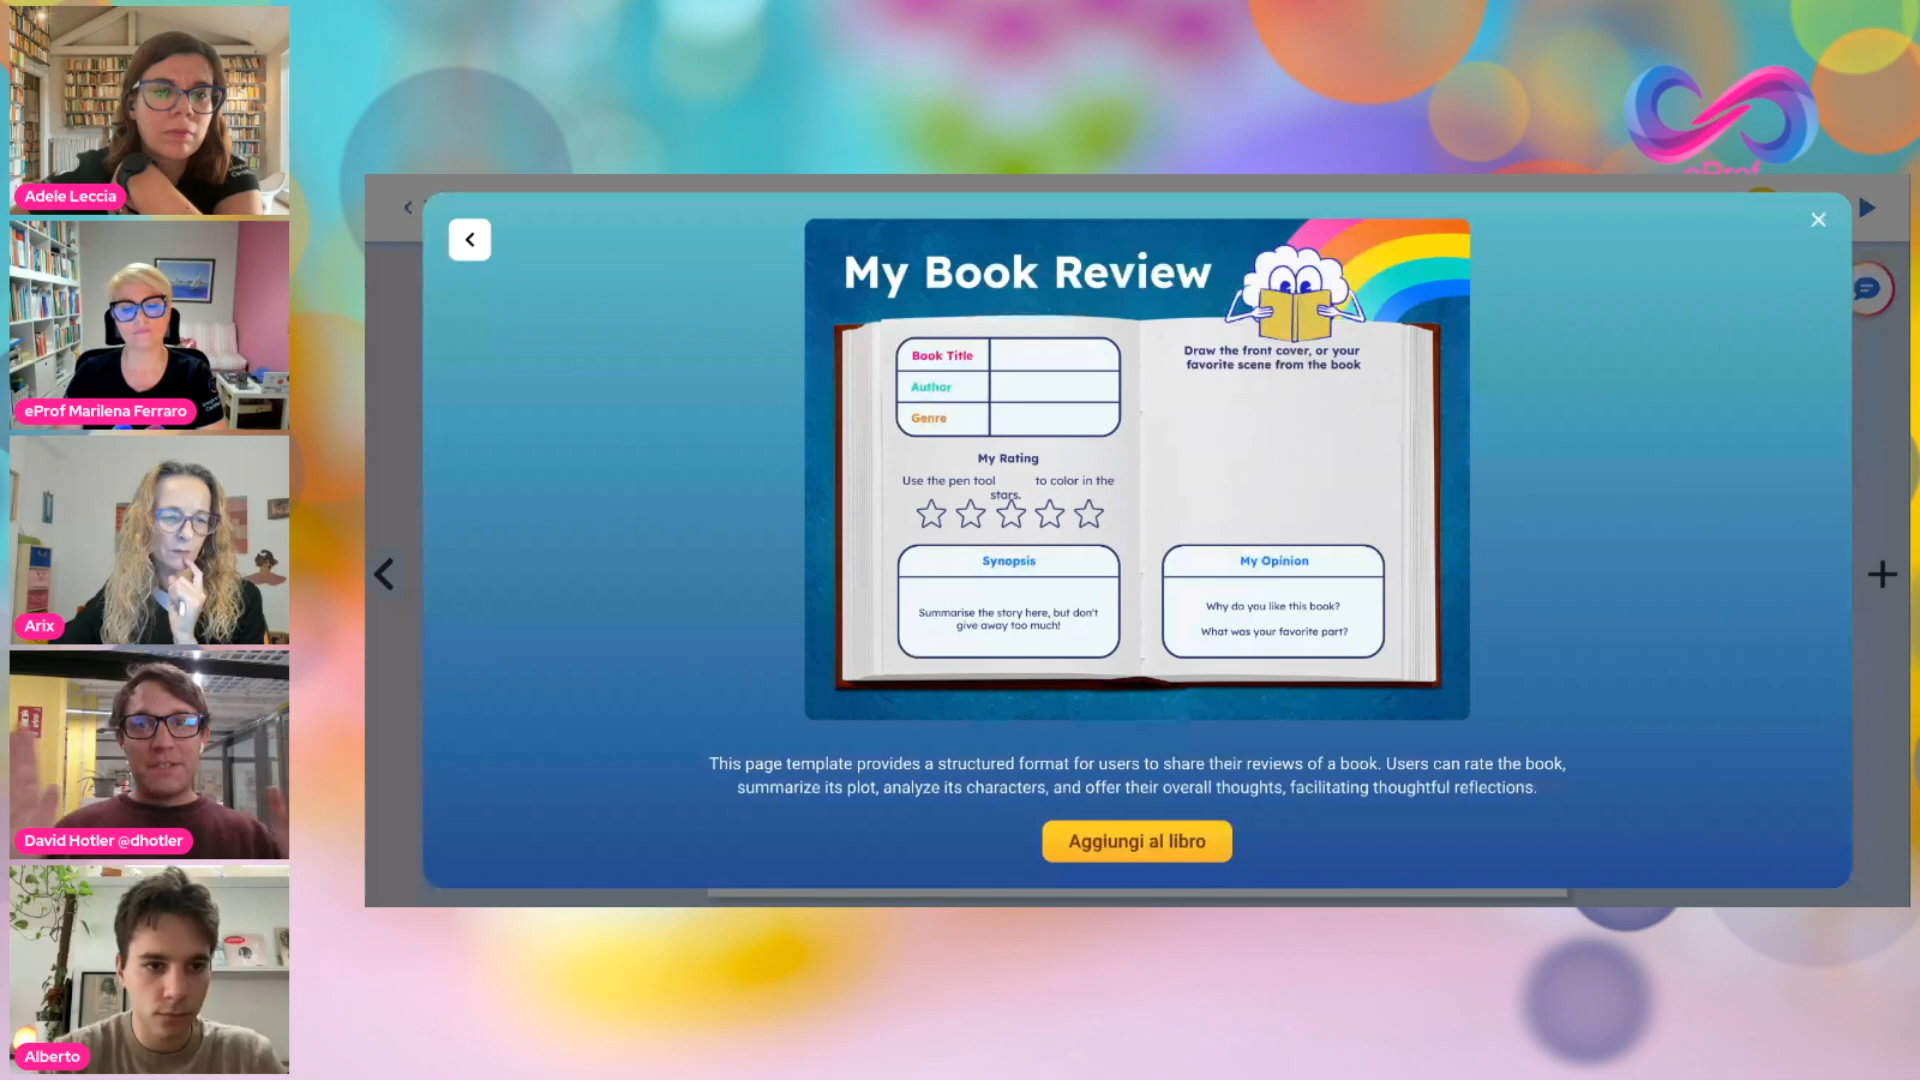 Adele Leccia
eProf Marilena Ferraro
Arix
David Hotler @dhotler
Alberto
My Book Review
Book Title
Author
Genre
My Rating
Use the pen tool to color in the
stars.
Synopsis
Summarise the story here, but don't
give away too much!
Draw the front cover, or your
favorite scene from the book
My Opinion
Why do you like this book?
What was your favorite part?
This page template provides a structured format for users to share their reviews of a book. Users can rate the book,
summarize its plot, analyze its characters, and offer their overall thoughts, facilitating thoughtful reflections.
Aggiungi al libro